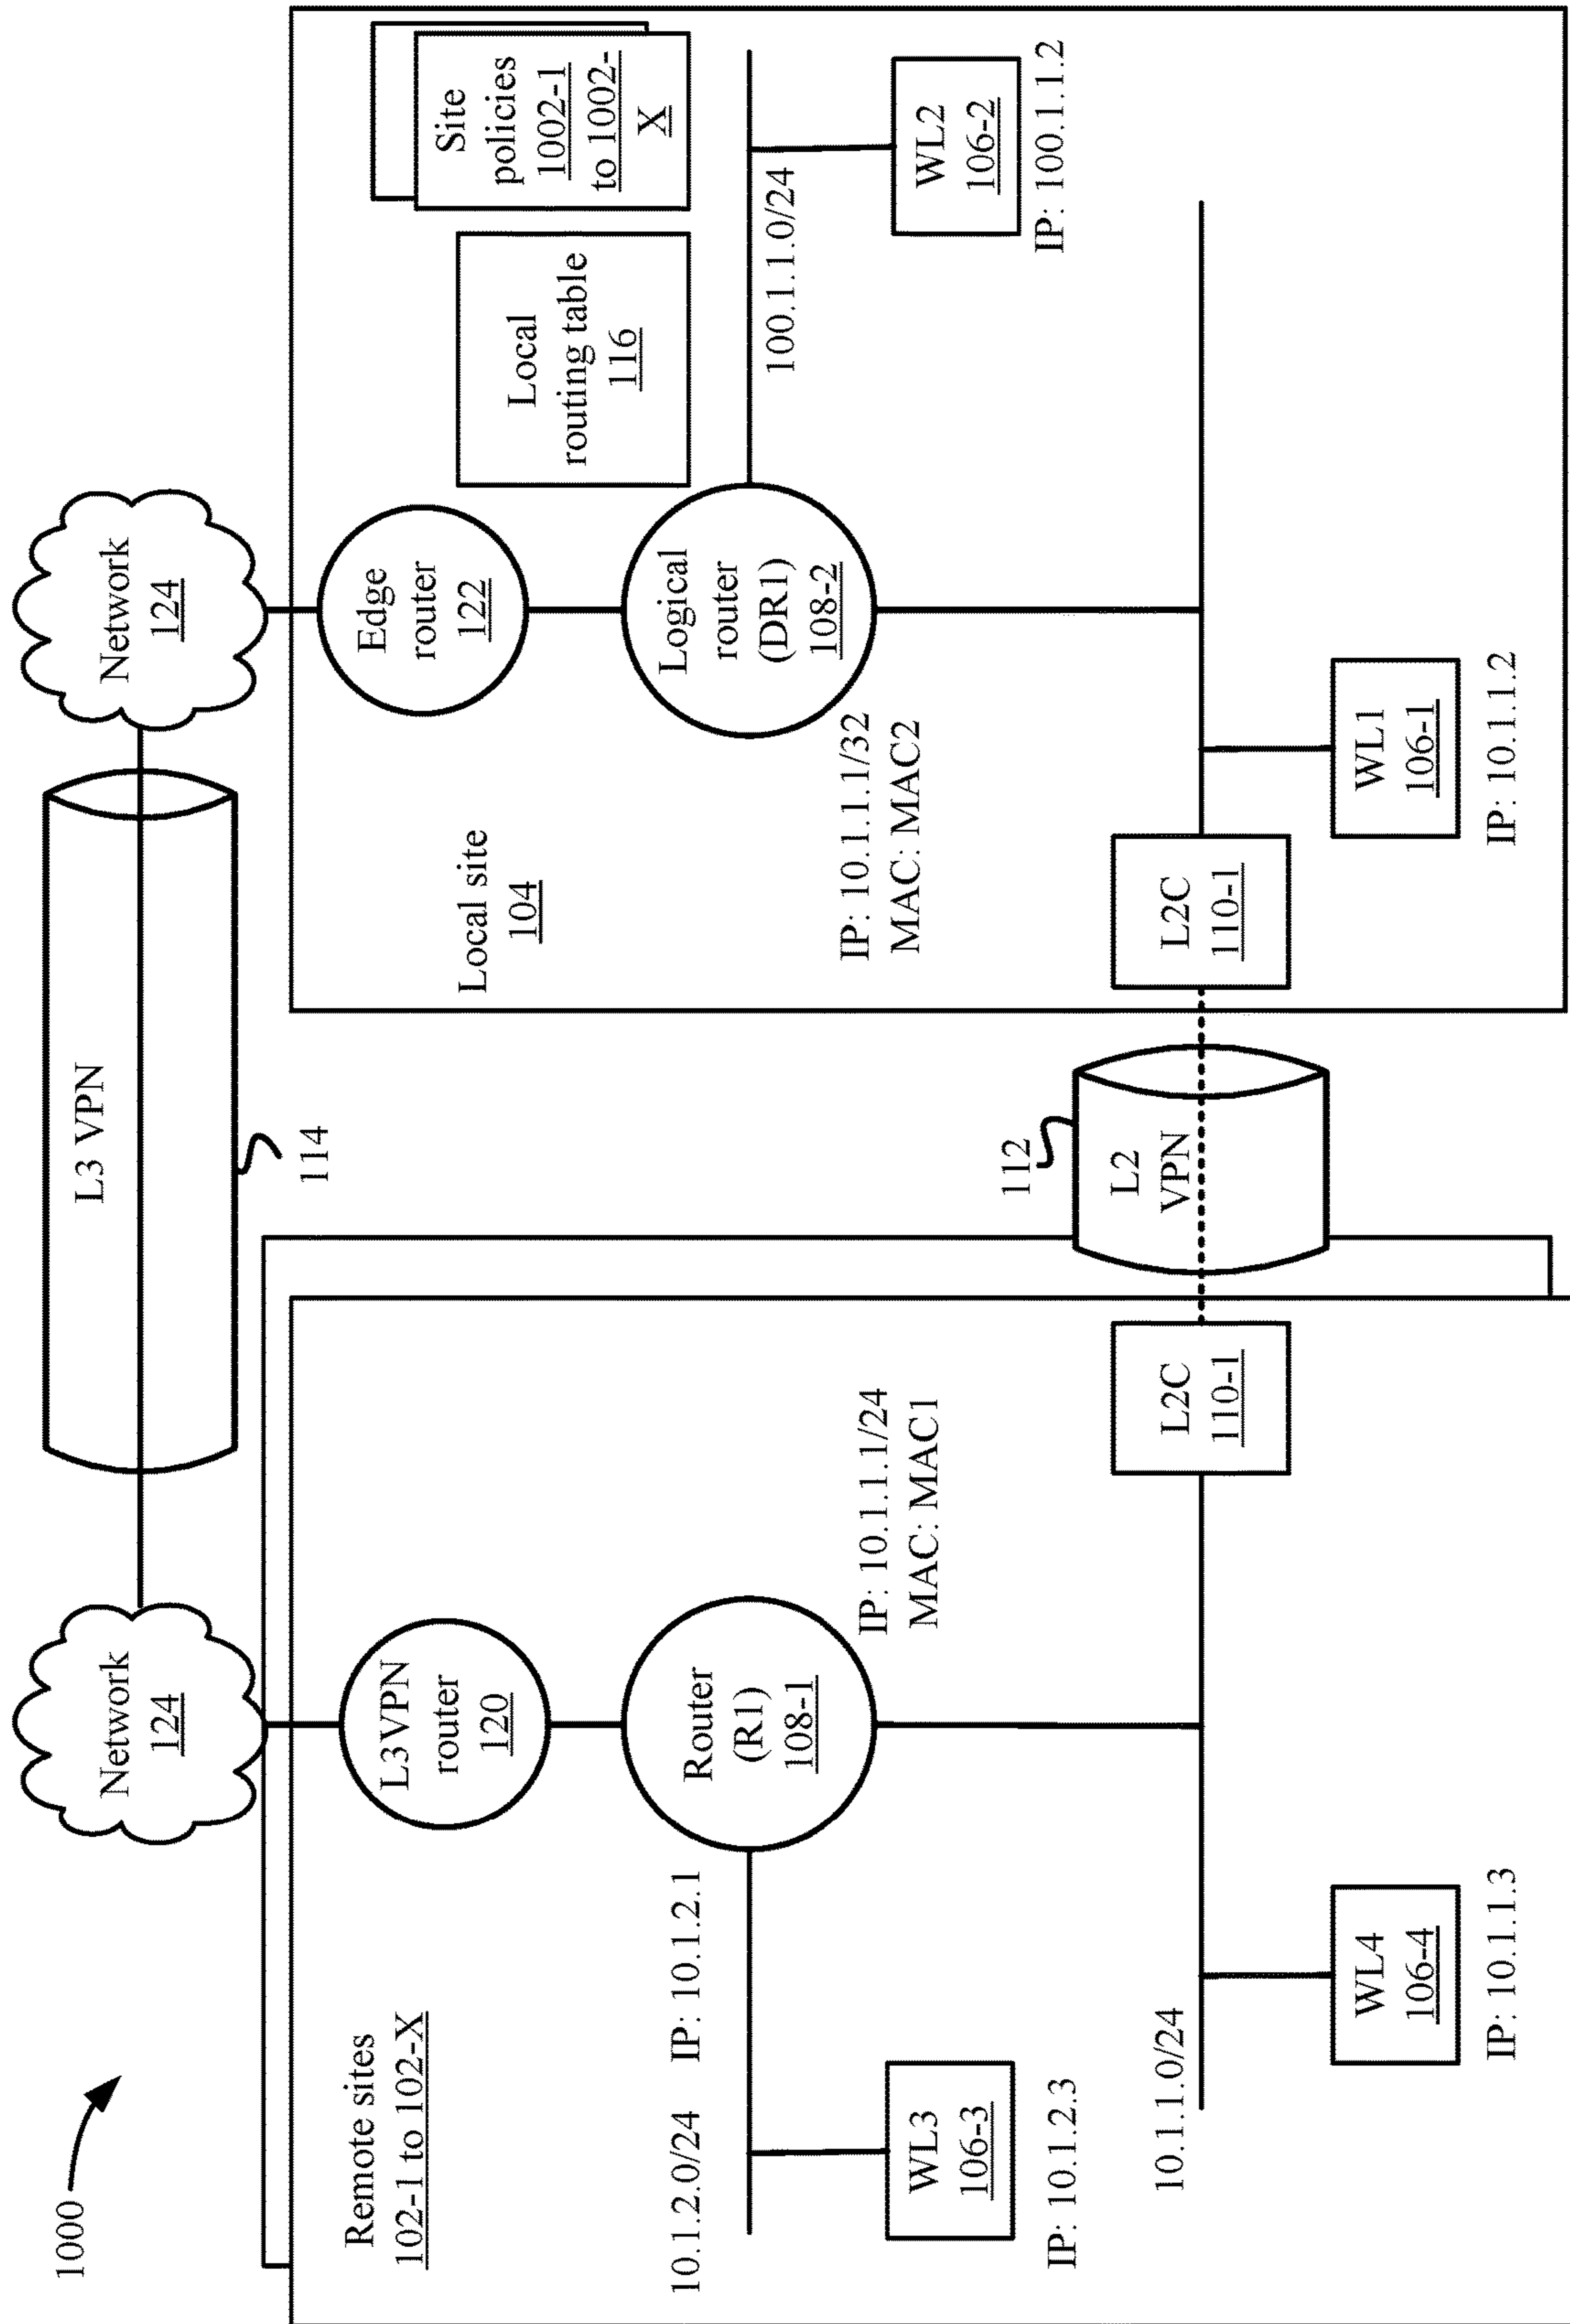 1000
Network
124
L3 VPN
114
Network
124
Remote sites
102-1 to 102-X
L3VPN
router
120
Router
(R1)
108-1
10.1.2.0/24
IP: 10.1.2.1
WL3
106-3
IP: 10.1.2.3
IP: 10.1.1.1/24
MAC: MAC1
10.1.1.0/24
WL4
106-4
IP: 10.1.1.3
L2C
110-1
112
L2
VPN
Local site
104
Edge
router
122
Logical
router
(DR1)
108-2
IP: 10.1.1.1/32
MAC: MAC2
Local
routing table
116
Site
policies
1002-1
to 1002-
X
100.1.1.0/24
WL2
106-2
IP: 100.1.1.2
L2C
110-1
WL1
106-1
IP: 10.1.1.2